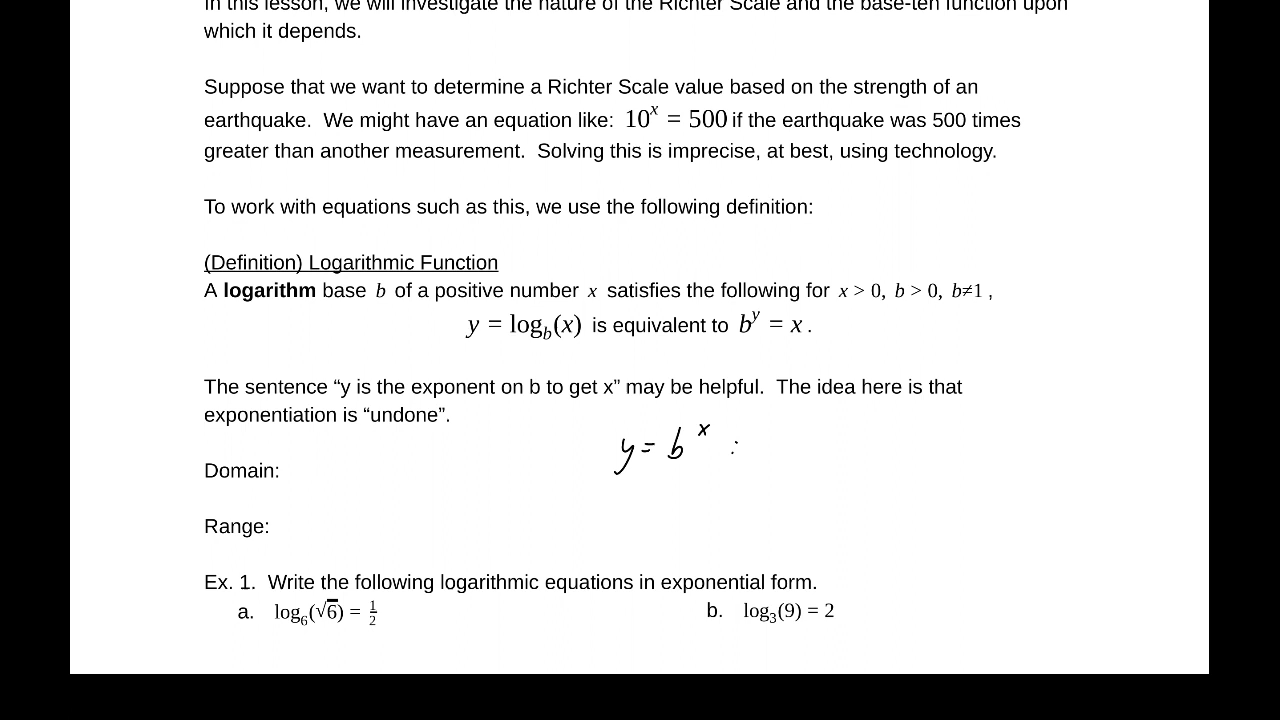 In this lesson, we will investigate the nature of the Richter Scale and the base-ten function upon
which it depends.
Suppose that we want to determine a Richter Scale value based on the strength of an
earthquake.  We might have an equation like:  10^x = 500 if the earthquake was 500 times
greater than another measurement.  Solving this is imprecise, at best, using technology.
To work with equations such as this, we use the following definition:
(Definition) Logarithmic Function
A logarithm base b of a positive number x satisfies the following for x > 0, b > 0, b≠1 ,
y = log_b(x) is equivalent to b^y = x .
The sentence “y is the exponent on b to get x” may be helpful.  The idea here is that
exponentiation is “undone”.
y = b^x :
Domain:
Range:
Ex. 1.  Write the following logarithmic equations in exponential form.
a. log_6(√6) = 1/2 b. log_3(9) = 2